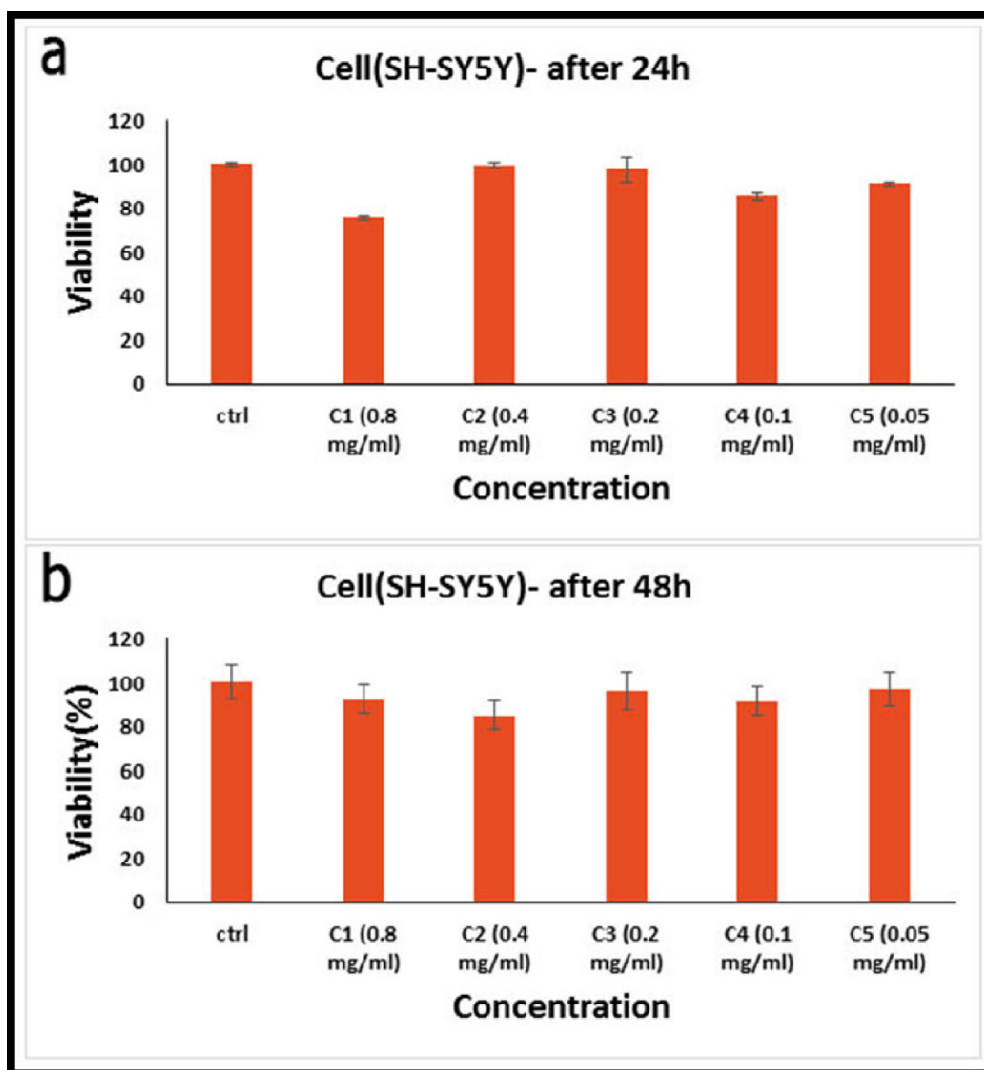 a
Cell(SH-SY5Y)- after 24h
120
100
80
60
40
20
0
Viability
ctrl
C1 (0.8 mg/ml)
C2 (0.4 mg/ml)
C3 (0.2 mg/ml)
C4 (0.1 mg/ml)
C5 (0.05 mg/ml)
Concentration
b
Cell(SH-SY5Y)- after 48h
120
100
80
60
40
20
0
Viability(%)
ctrl
C1 (0.8 mg/ml)
C2 (0.4 mg/ml)
C3 (0.2 mg/ml)
C4 (0.1 mg/ml)
C5 (0.05 mg/ml)
Concentration